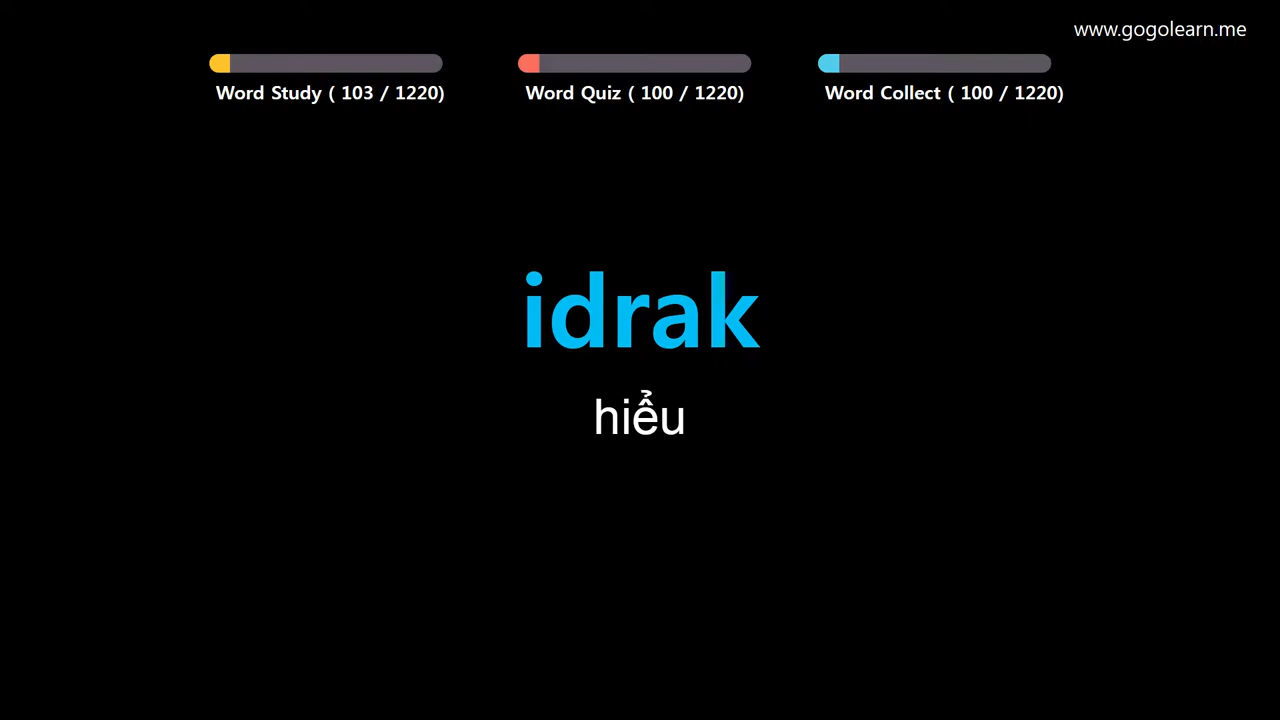 www.gogolearn.me
Word Study ( 103 / 1220)
Word Quiz ( 100 / 1220)
Word Collect ( 100 / 1220)
idrak
hiểu